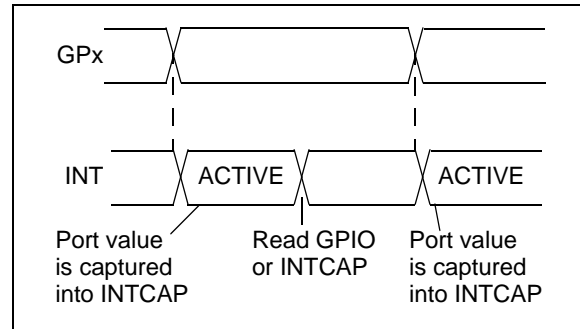 GPx
INT
ACTIVE
ACTIVE
Port value
is captured
into INTCAP
Read GPIO
or INTCAP
Port value
is captured
into INTCAP